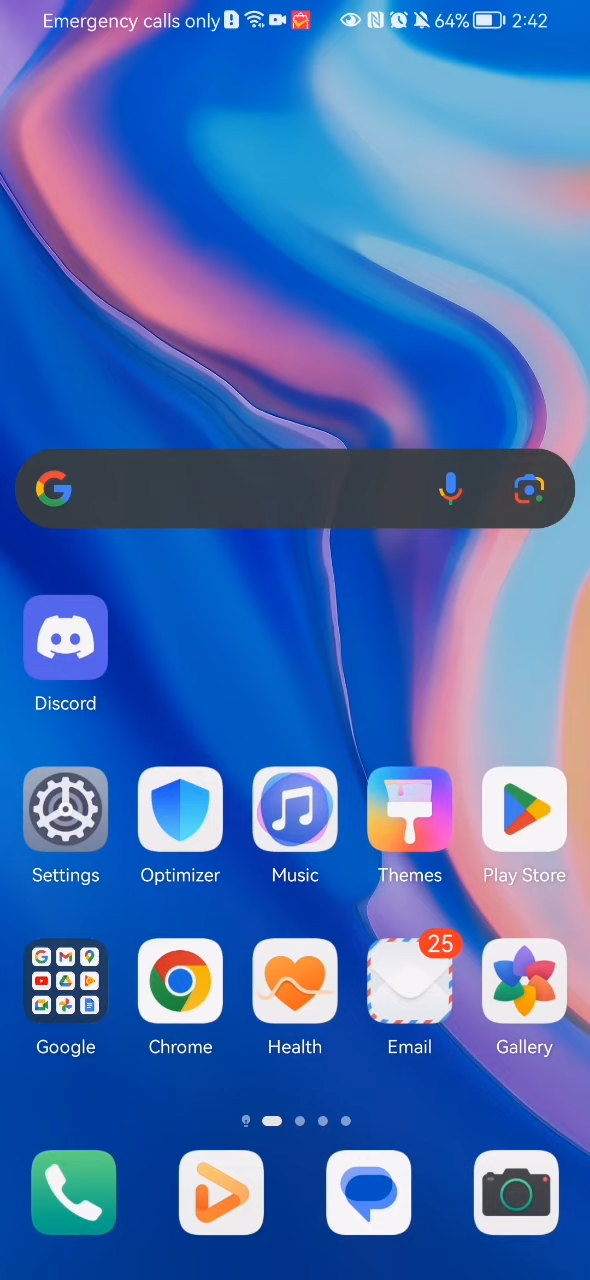 Emergency calls only 64% 2:42
Discord
Settings Optimizer Music Themes Play Store
25
Google Chrome Health Email Gallery